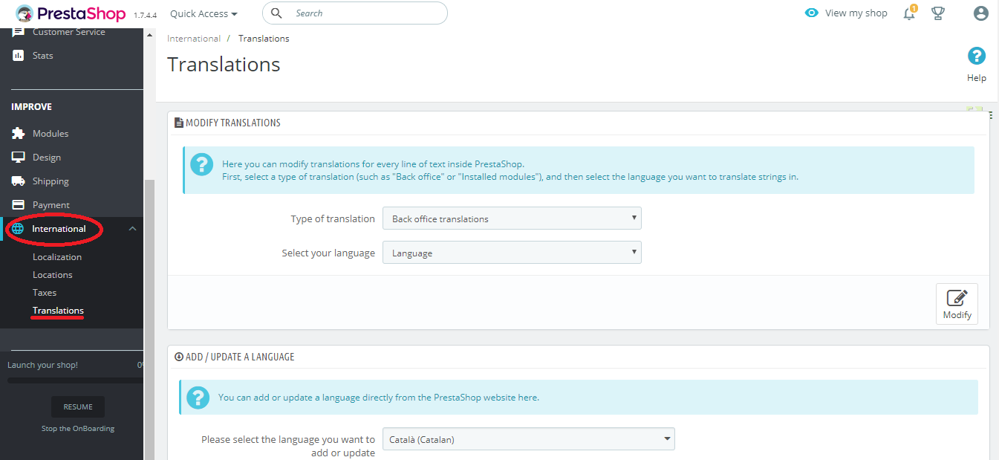 PrestaShop 1.7.4.4 Quick Access Search View my shop 1
Customer Service
Stats
IMPROVE
Modules
Design
Shipping
Payment
International
Localization
Locations
Taxes
Translations
Launch your shop! 0%
RESUME
Stop the OnBoarding
International / Translations
Translations
Help
MODIFY TRANSLATIONS
Here you can modify translations for every line of text inside PrestaShop.
First, select a type of translation (such as "Back office" or "Installed modules"), and then select the language you want to translate strings in.
Type of translation Back office translations
Select your language Language
Modify
ADD / UPDATE A LANGUAGE
You can add or update a language directly from the PrestaShop website here.
Please select the language you want to
add or update
Català (Catalan)